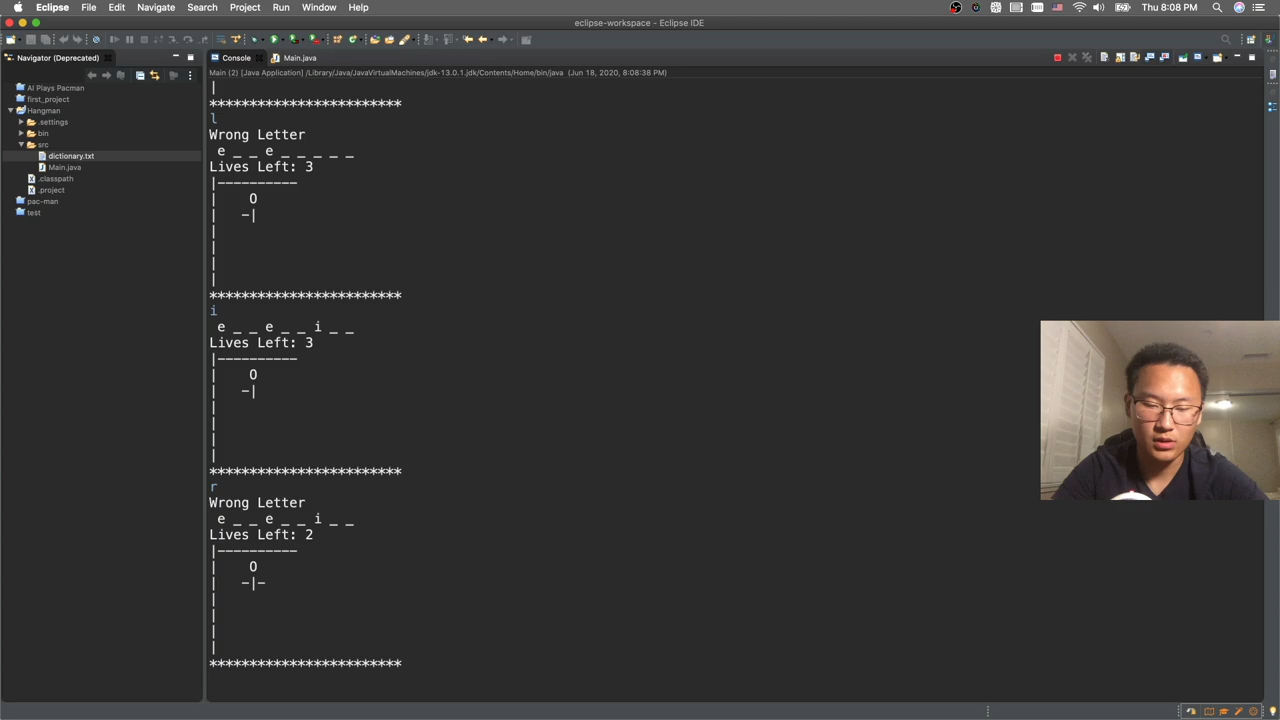 Eclipse File Edit Navigate Search Project Run Window Help Thu 8:08 PM
eclipse-workspace - Eclipse IDE
Navigator (Deprecated)
Console
Main.java
Main (2) [Java Application] /Library/Java/JavaVirtualMachines/jdk-13.0.1.jdk/Contents/Home/bin/java (Jun 18, 2020, 8:08:38 PM)
AI Plays Pacman
first_project
Hangman
.settings
bin
src
dictionary.txt
Main.java
.classpath
.project
pac-man
test
|
************************
l
Wrong Letter
e _ _ e _ _ _ _ _
Lives Left: 3
|----------
|    O
|   -|
|
|
|
|
************************
i
e _ _ e _ _ i _ _
Lives Left: 3
|----------
|    O
|   -|
|
|
|
|
************************
r
Wrong Letter
e _ _ e _ _ i _ _
Lives Left: 2
|----------
|    O
|   -|-
|
|
|
|
************************